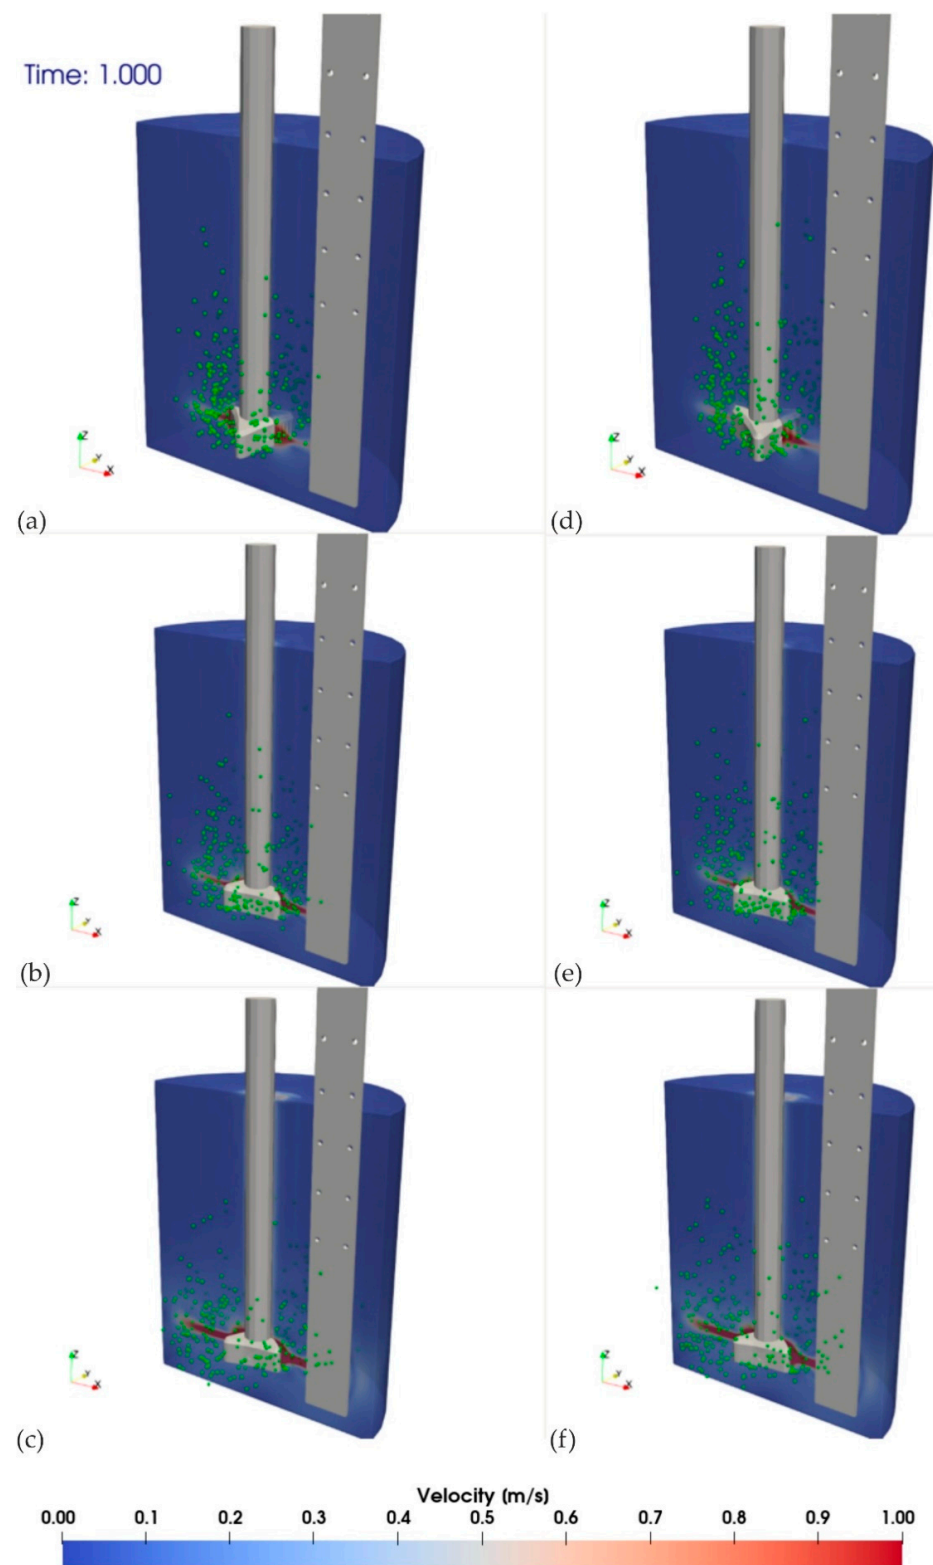 Time: 1.000
Z
Y
X
Z
Y
X
(a)
(d)
Z
Y
X
Z
Y
X
(b)
(e)
Z
Y
X
Z
Y
X
(c)
(f)
Velocity [m/s]
0.00 0.1 0.2 0.3 0.4 0.5 0.6 0.7 0.8 0.9 1.00